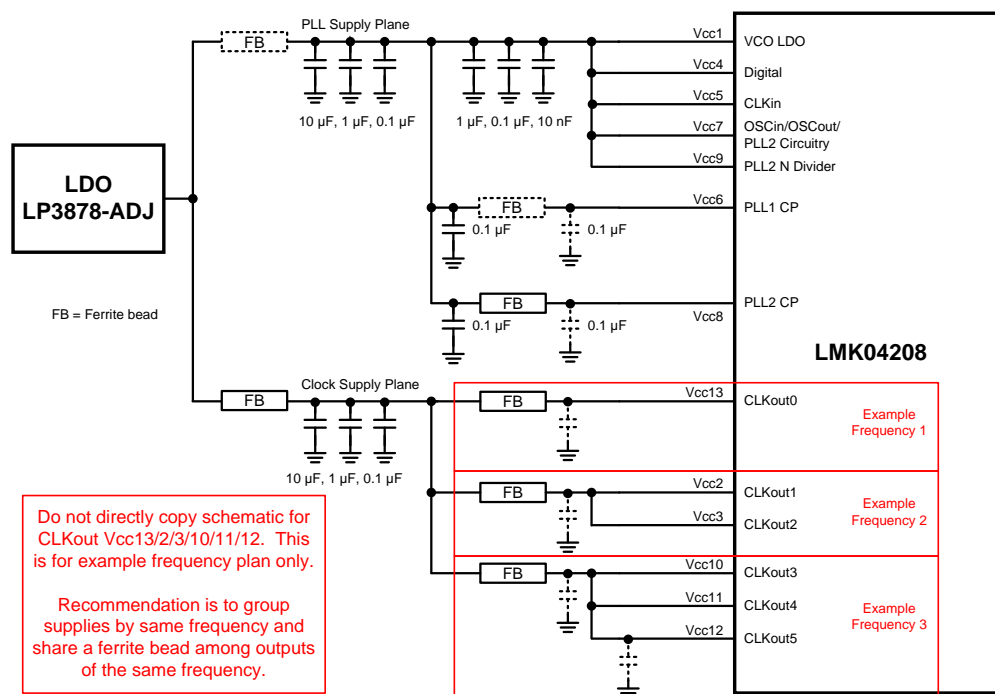 FB
PLL Supply Plane
10 µF, 1 µF, 0.1 µF
1 µF, 0.1 µF, 10 nF
Vcc1
VCO LDO
Vcc4
Digital
Vcc5
CLKin
Vcc7
OSCin/OSCout/
PLL2 Circuitry
Vcc9
PLL2 N Divider
LDO
LP3878-ADJ
FB
0.1 µF
0.1 µF
Vcc6
PLL1 CP
FB = Ferrite bead
FB
0.1 µF
0.1 µF
Vcc8
PLL2 CP
LMK04208
FB
Clock Supply Plane
10 µF, 1 µF, 0.1 µF
FB
Vcc13
CLKout0
Example
Frequency 1
FB
Vcc2
CLKout1
Vcc3
CLKout2
Example
Frequency 2
FB
Vcc10
CLKout3
Vcc11
CLKout4
Vcc12
CLKout5
Example
Frequency 3
Do not directly copy schematic for
CLKout Vcc13/2/3/10/11/12. This
is for example frequency plan only.
Recommendation is to group
supplies by same frequency and
share a ferrite bead among outputs
of the same frequency.